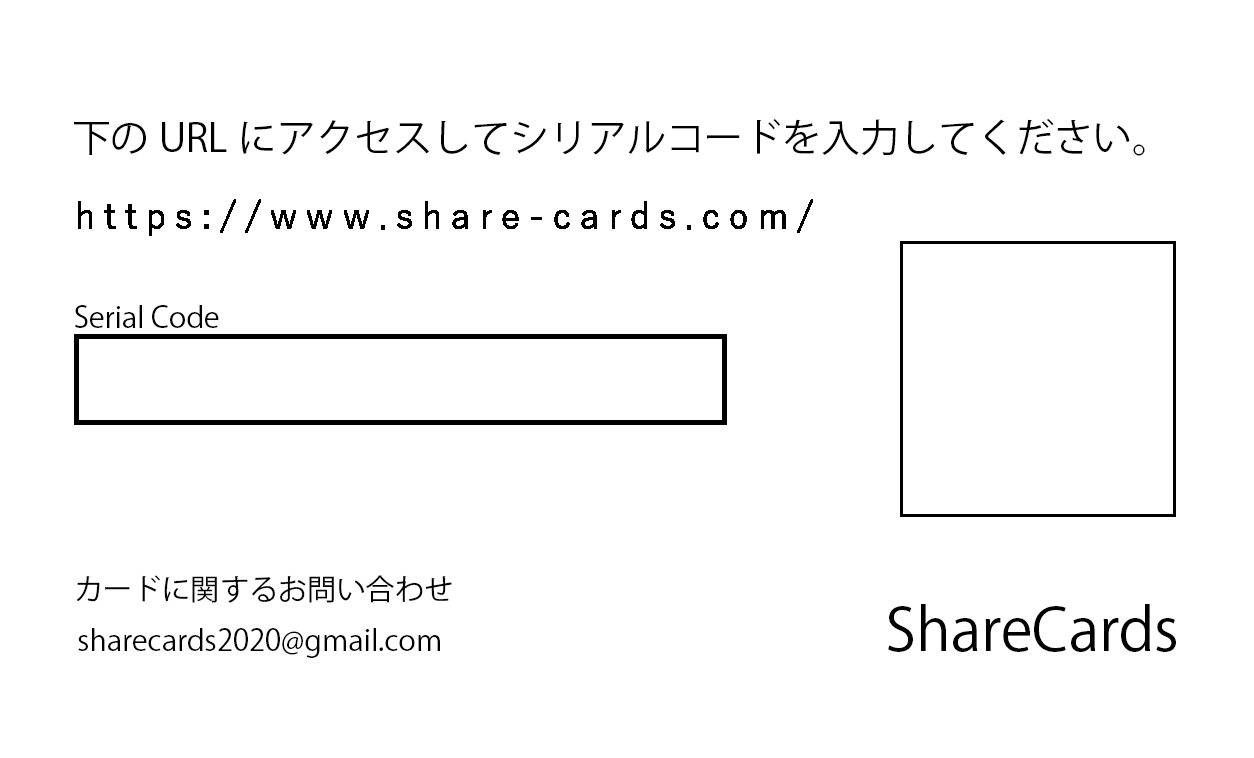 下の URL にアクセスしてシリアルコードを入力してください。
https://www.share-cards.com/
Serial Code
カードに関するお問い合わせ
sharecards2020@gmail.com
ShareCards